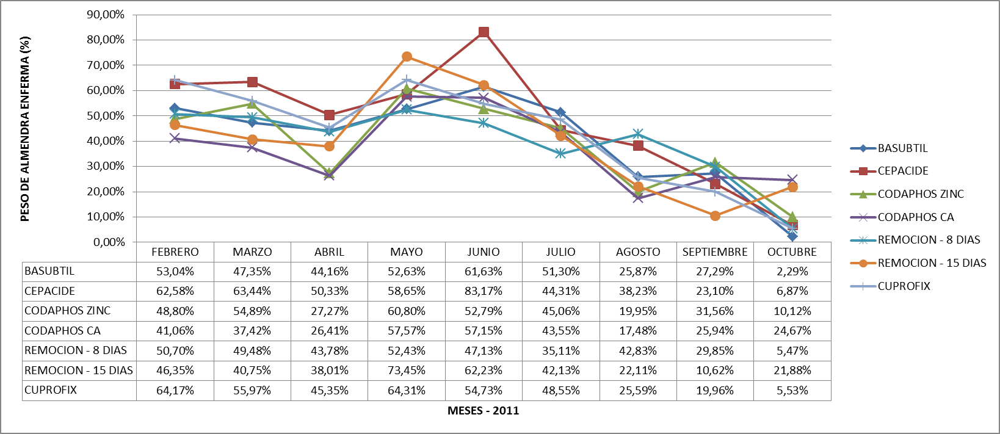 90,00%
80,00%
70,00%
60,00%
50,00%
40,00%
30,00%
20,00%
10,00%
0,00%
PESO DE ALMENDRA ENFERMA (%)
FEBRERO MARZO ABRIL MAYO JUNIO JULIO AGOSTO SEPTIEMBRE OCTUBRE
BASUBTIL 53,04% 47,35% 44,16% 52,63% 61,63% 51,30% 25,87% 27,29% 2,29%
CEPACIDE 62,58% 63,44% 50,33% 58,65% 83,17% 44,31% 38,23% 23,10% 6,87%
CODAPHOS ZINC 48,80% 54,89% 27,27% 60,80% 52,79% 45,06% 19,95% 31,56% 10,12%
CODAPHOS CA 41,06% 37,42% 26,41% 57,57% 57,15% 43,55% 17,48% 25,94% 24,67%
REMOCION - 8 DIAS 50,70% 49,48% 43,78% 52,43% 47,13% 35,11% 42,83% 29,85% 5,47%
REMOCION - 15 DIAS 46,35% 40,75% 38,01% 73,45% 62,23% 42,13% 22,11% 10,62% 21,88%
CUPROFIX 64,17% 55,97% 45,35% 64,31% 54,73% 48,55% 25,59% 19,96% 5,53%
MESES - 2011
BASUBTIL
CEPACIDE
CODAPHOS ZINC
CODAPHOS CA
REMOCION - 8 DIAS
REMOCION - 15 DIAS
CUPROFIX